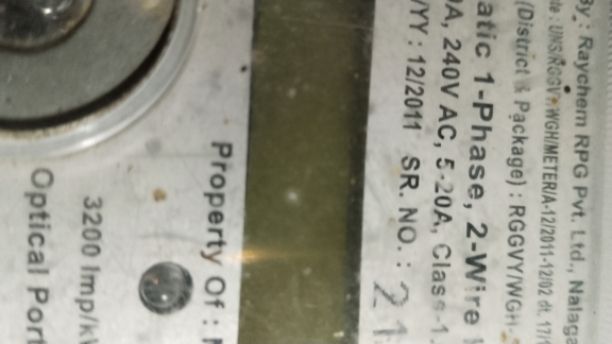 By : Raychem RPG Pvt. Ltd., Nalaga
(District & Package) : RGGVY/WGH-
atic 1-Phase, 2-Wire
A, 240V AC, 5-20A, Class-1.
/YY : 12/2011 SR. NO. : 21
Property Of :
3200 Imp/k
Optical Port